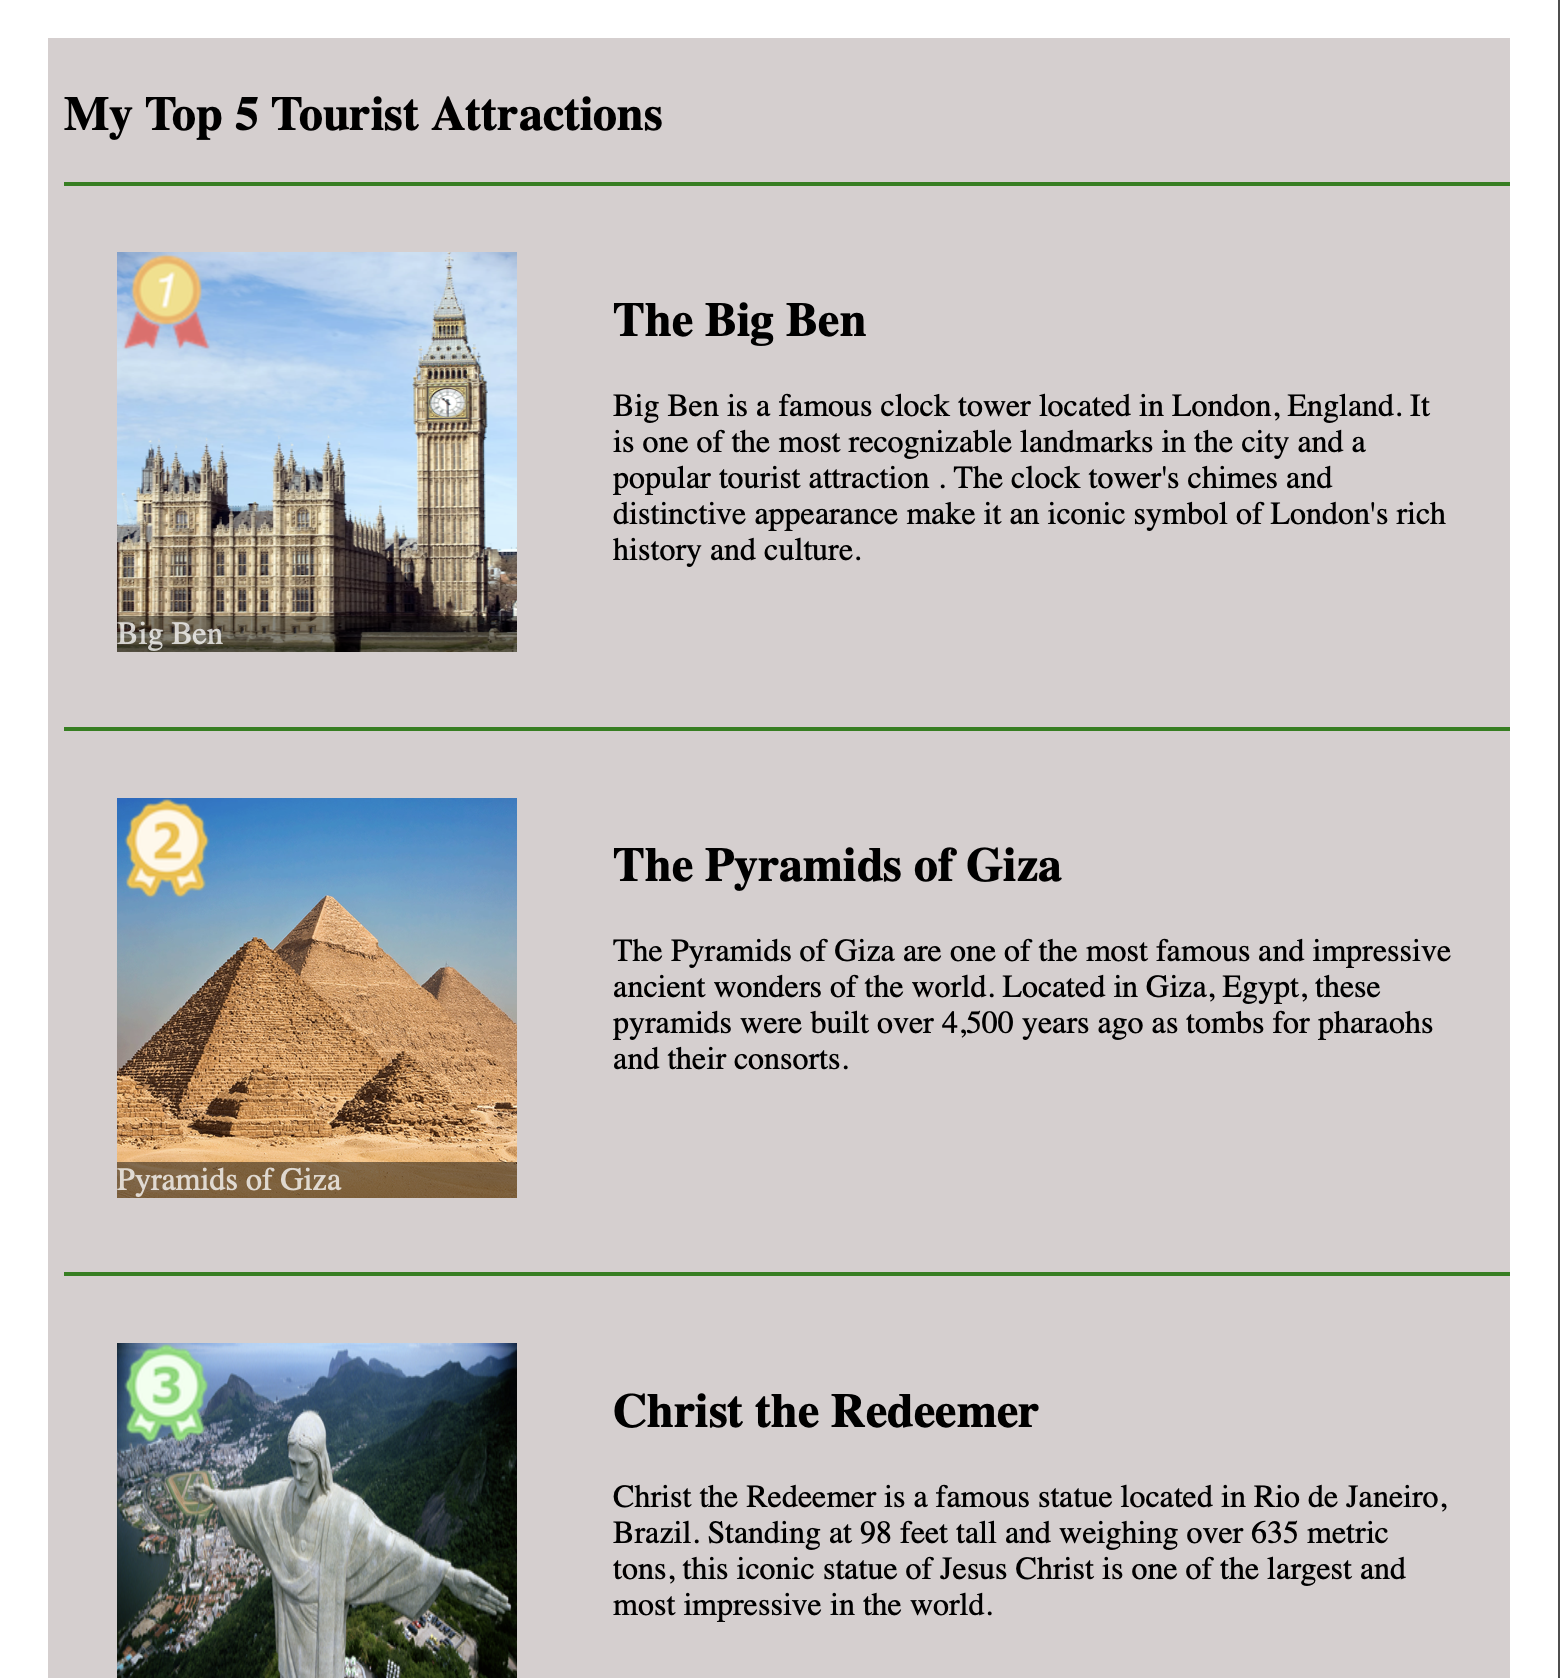 My Top 5 Tourist Attractions
1
The Big Ben
Big Ben is a famous clock tower located in London, England. It
is one of the most recognizable landmarks in the city and a
popular tourist attraction . The clock tower's chimes and
distinctive appearance make it an iconic symbol of London's rich
history and culture.
Big Ben
2
The Pyramids of Giza
The Pyramids of Giza are one of the most famous and impressive
ancient wonders of the world. Located in Giza, Egypt, these
pyramids were built over 4,500 years ago as tombs for pharaohs
and their consorts.
Pyramids of Giza
3
Christ the Redeemer
Christ the Redeemer is a famous statue located in Rio de Janeiro,
Brazil. Standing at 98 feet tall and weighing over 635 metric
tons, this iconic statue of Jesus Christ is one of the largest and
most impressive in the world.